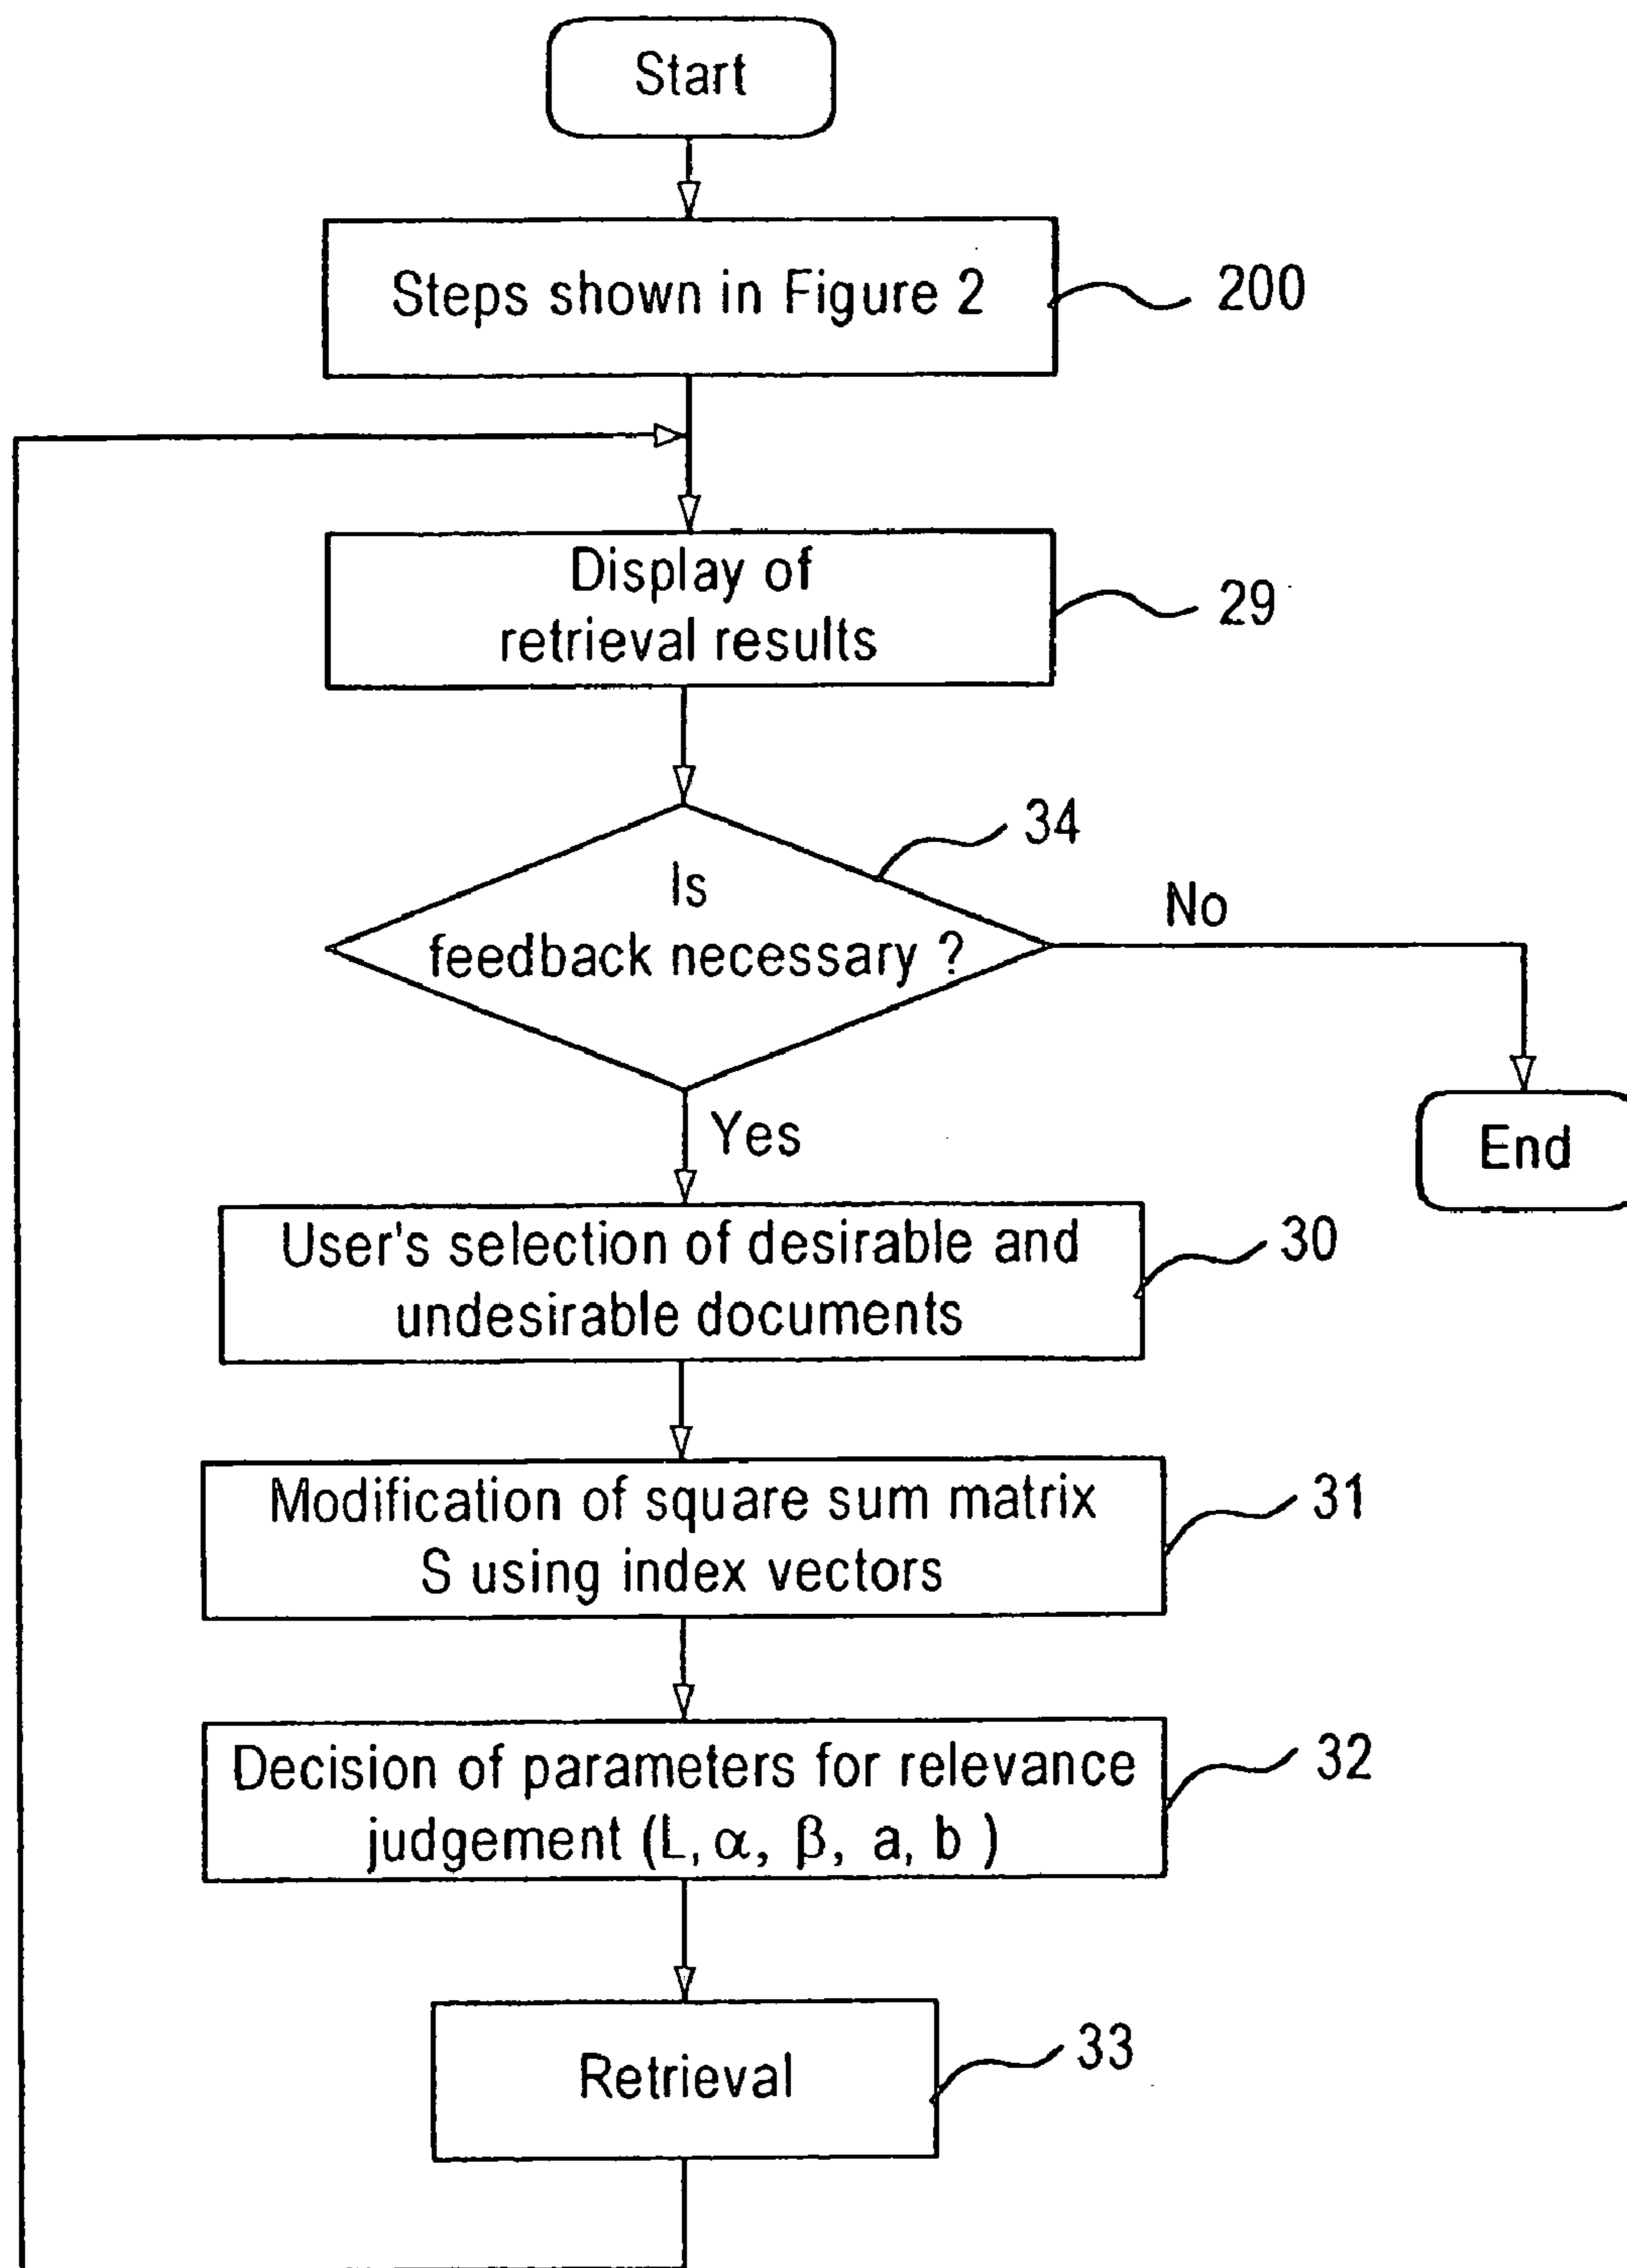 Start
Steps shown in Figure 2
200
Display of
retrieval results
29
34
Is
feedback necessary ?
No
Yes
End
User's selection of desirable and
undesirable documents
30
Modification of square sum matrix
S using index vectors
31
Decision of parameters for relevance
judgement (L, α, β, a, b )
32
Retrieval
33